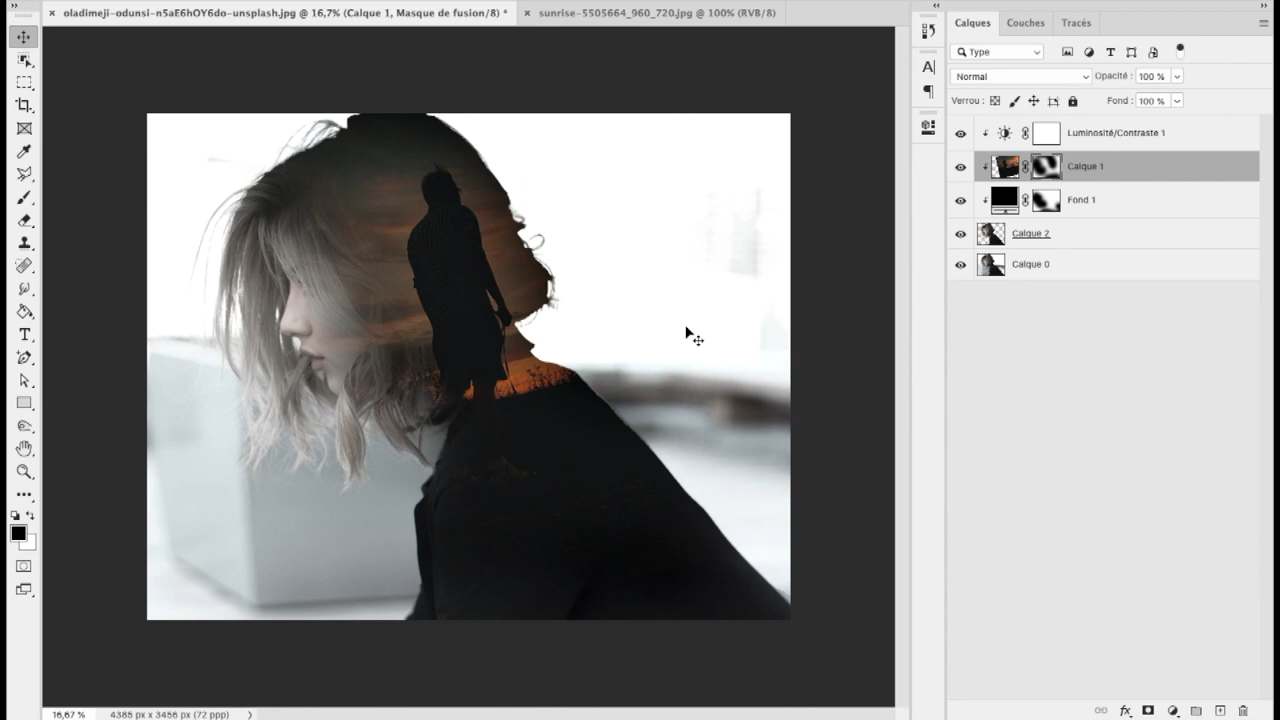 oladimeji-odunsi-n5aE6hOY6do-unsplash.jpg @ 16,7% (Calque 1, Masque de fusion/8) *
sunrise-5505664_960_720.jpg @ 100% (RVB/8)
Calques
Couches
Tracés
Type
Normal
Opacité : 100 %
Verrou :
Fond : 100 %
Luminosité/Contraste 1
Calque 1
Fond 1
Calque 2
Calque 0
16,67 %
4385 px x 3456 px (72 ppp)